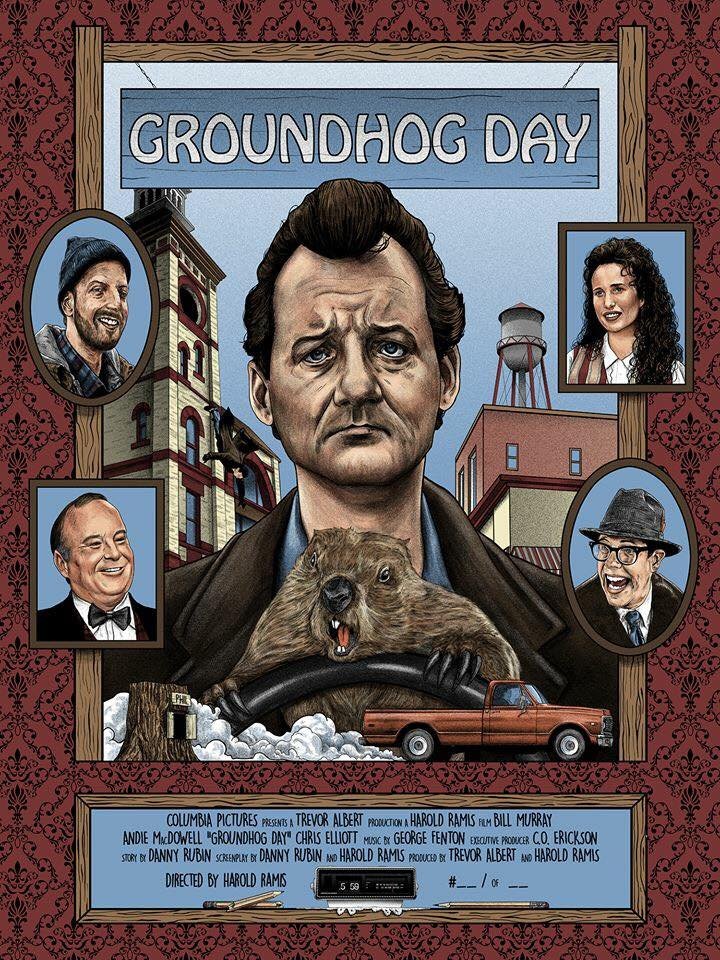 GROUNDHOG DAY
PHIL
COLUMBIA PICTURES PRESENTS A TREVOR ALBERT PRODUCTION A HAROLD RAMIS FILM BILL MURRAY
ANDIE MACDOWELL "GROUNDHOG DAY" CHRIS ELLIOTT MUSIC BY GEORGE FENTON EXECUTIVE PRODUCER C.O. ERICKSON
STORY BY DANNY RUBIN SCREENPLAY BY DANNY RUBIN AND HAROLD RAMIS PRODUCED BY TREVOR ALBERT AND HAROLD RAMIS
DIRECTED BY HAROLD RAMIS
5 59
#__ / OF __